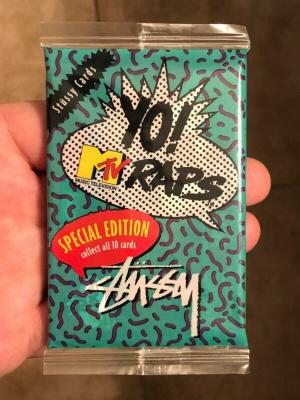 Stussy Cards
YO!
MTV
MUSIC TELEVISION
RAPS
SPECIAL EDITION
collect all 10 cards
Stüssy